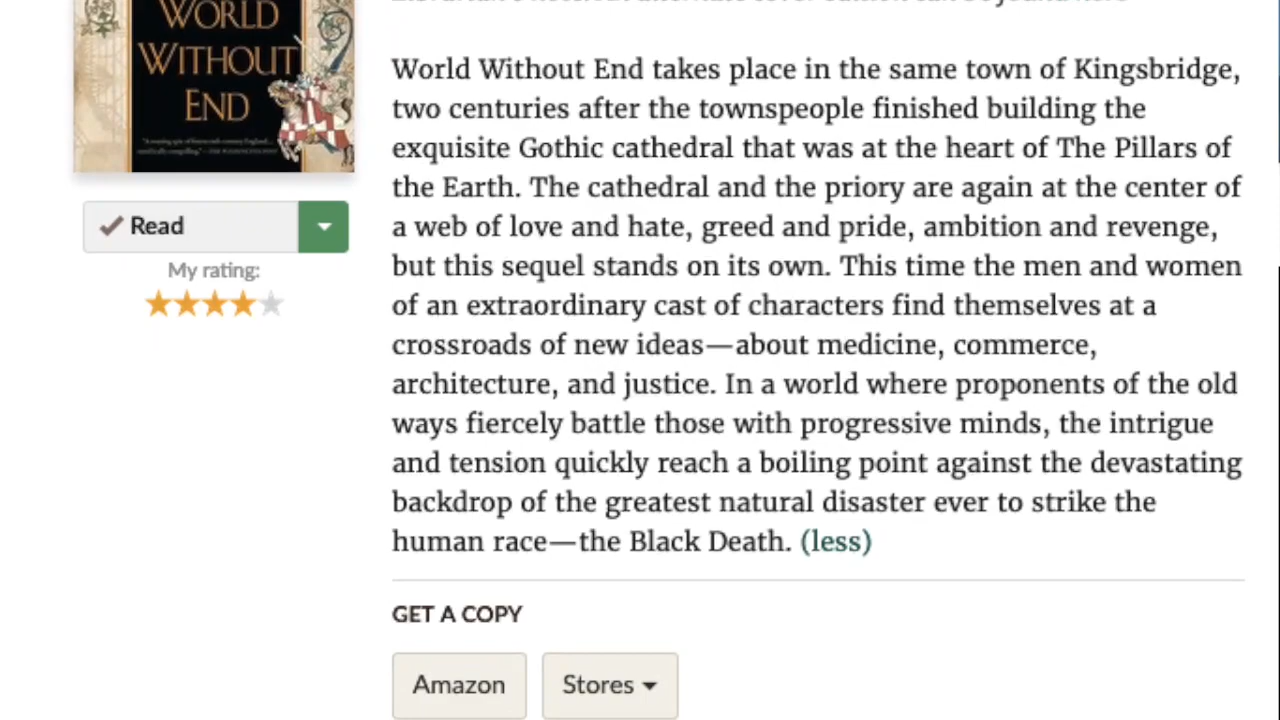 WORLD
WITHOUT
END
World Without End takes place in the same town of Kingsbridge,
two centuries after the townspeople finished building the
exquisite Gothic cathedral that was at the heart of The Pillars of
the Earth. The cathedral and the priory are again at the center of
a web of love and hate, greed and pride, ambition and revenge,
but this sequel stands on its own. This time the men and women
of an extraordinary cast of characters find themselves at a
crossroads of new ideas—about medicine, commerce,
architecture, and justice. In a world where proponents of the old
ways fiercely battle those with progressive minds, the intrigue
and tension quickly reach a boiling point against the devastating
backdrop of the greatest natural disaster ever to strike the
human race—the Black Death. (less)
Read
My rating:
GET A COPY
Amazon
Stores